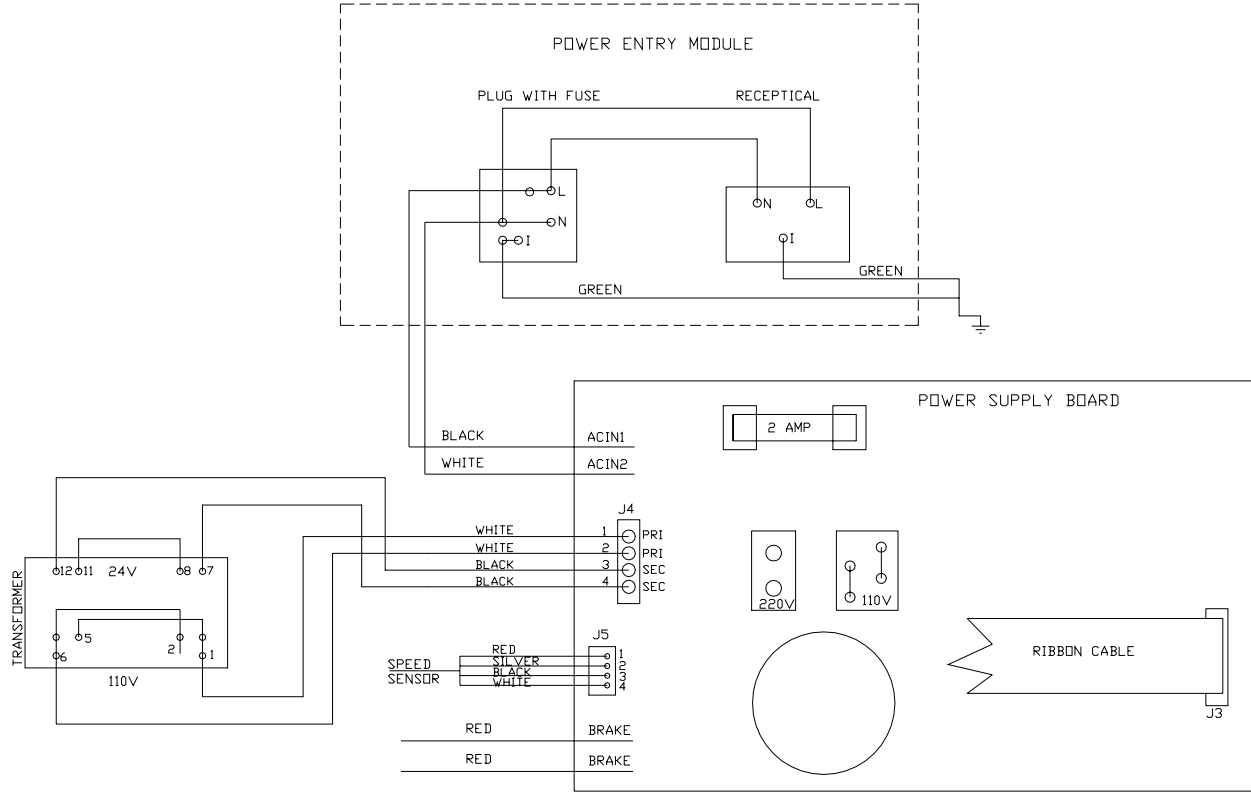 POWER ENTRY MODULE
PLUG WITH FUSE
RECEPTICAL
L
N
I
N
L
I
GREEN
GREEN
POWER SUPPLY BOARD
2 AMP
BLACK
ACIN1
WHITE
ACIN2
J4
WHITE
1
PRI
WHITE
2
PRI
BLACK
3
SEC
BLACK
4
SEC
TRANSFORMER
12
11
24V
8
7
5
2
6
1
110V
220V
110V
J5
SPEED
SENSOR
RED
1
SILVER
2
BLACK
3
WHITE
4
RIBBON CABLE
J3
RED
BRAKE
RED
BRAKE